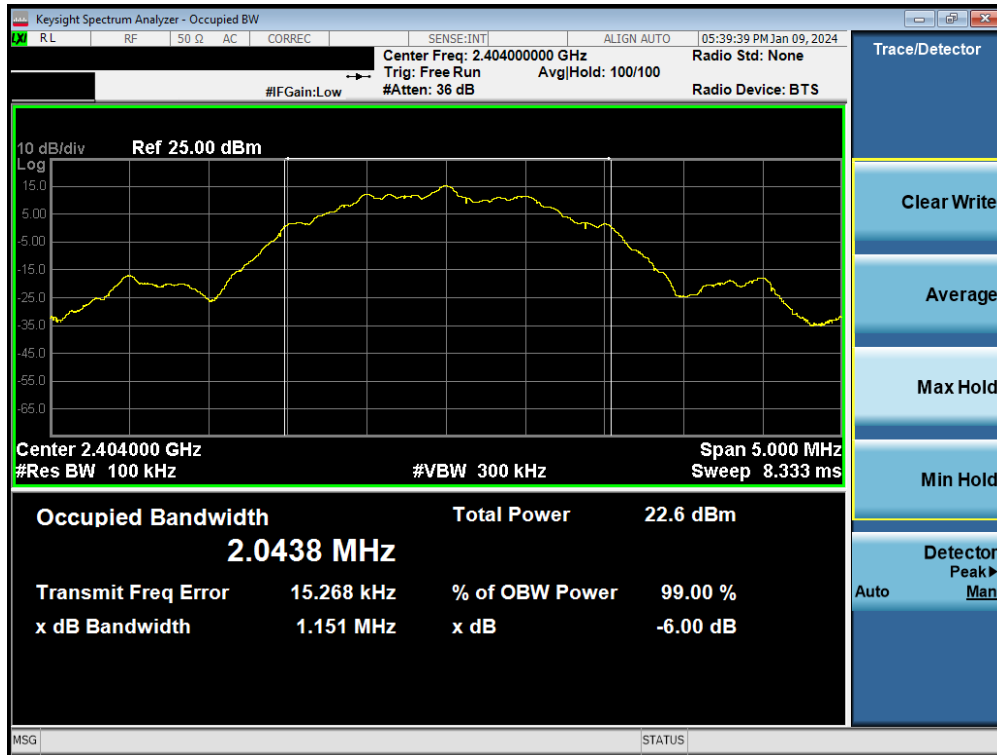 Keysight Spectrum Analyzer - Occupied BW
LXI RL RF 50 Ω AC CORREC SENSE:INT ALIGN AUTO 05:39:39 PM Jan 09, 2024
Center Freq: 2.404000000 GHz Radio Std: None
Trig: Free Run Avg|Hold: 100/100
#IFGain:Low #Atten: 36 dB Radio Device: BTS
10 dB/div Ref 25.00 dBm
Log
15.0
5.00
-5.00
-15.0
-25.0
-35.0
-45.0
-55.0
-65.0
Center 2.404000 GHz Span 5.000 MHz
#Res BW 100 kHz #VBW 300 kHz Sweep 8.333 ms
Occupied Bandwidth Total Power 22.6 dBm
2.0438 MHz
Transmit Freq Error 15.268 kHz % of OBW Power 99.00 %
x dB Bandwidth 1.151 MHz x dB -6.00 dB
Trace/Detector
Clear Write
Average
Max Hold
Min Hold
Detector
Peak▶
Auto Man
MSG STATUS